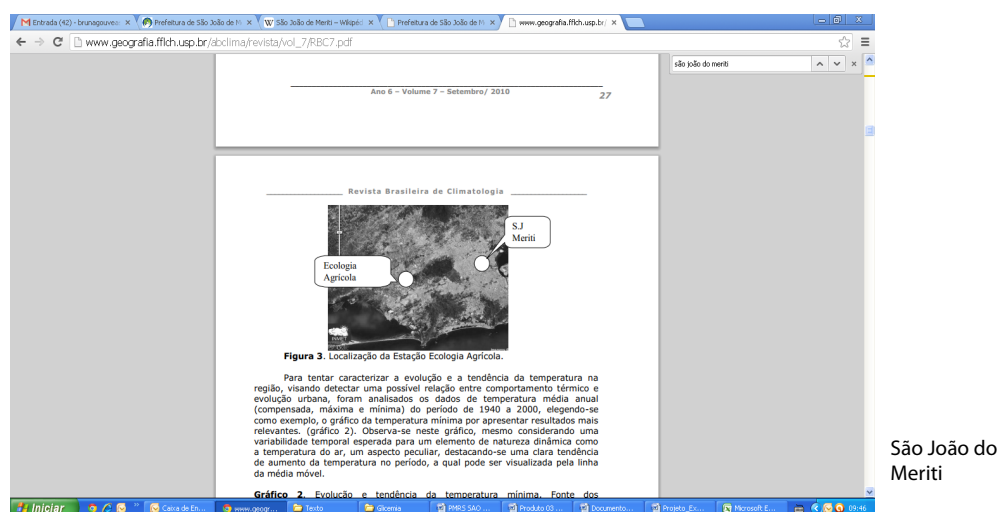 Entrada (42) - brunagouvea
Prefeitura de São João de M
São João de Meriti – Wikipéd
Prefeitura de São João de M
www.geografia.fflch.usp.br/
www.geografia.fflch.usp.br/abclima/revista/vol_7/RBC7.pdf
são joão do meriti
Ano 6 – Volume 7 – Setembro/ 2010
27
Revista Brasileira de Climatologia
S.J
Meriti
Ecologia
Agrícola
Figura 3. Localização da Estação Ecologia Agrícola.
Para tentar caracterizar a evolução e a tendência da temperatura na
região, visando detectar uma possível relação entre comportamento térmico e
evolução urbana, foram analisados os dados de temperatura média anual
(compensada, máxima e mínima) do período de 1940 a 2000, elegendo-se
como exemplo, o gráfico da temperatura mínima por apresentar resultados mais
relevantes. (gráfico 2). Observa-se neste gráfico, mesmo considerando uma
variabilidade temporal esperada para um elemento de natureza dinâmica como
a temperatura do ar, um aspecto peculiar, destacando-se uma clara tendência
de aumento da temperatura no período, a qual pode ser visualizada pela linha
da média móvel.
Gráfico 2. Evolução e tendência da temperatura mínima. Fonte dos
São João do
Meriti
Iniciar
Caixa de En...
www.geogr...
Texto
Glicemia
PMRS SAO ...
Produto 03 ...
Documento...
Projeto_Ex...
Microsoft E...
09:46